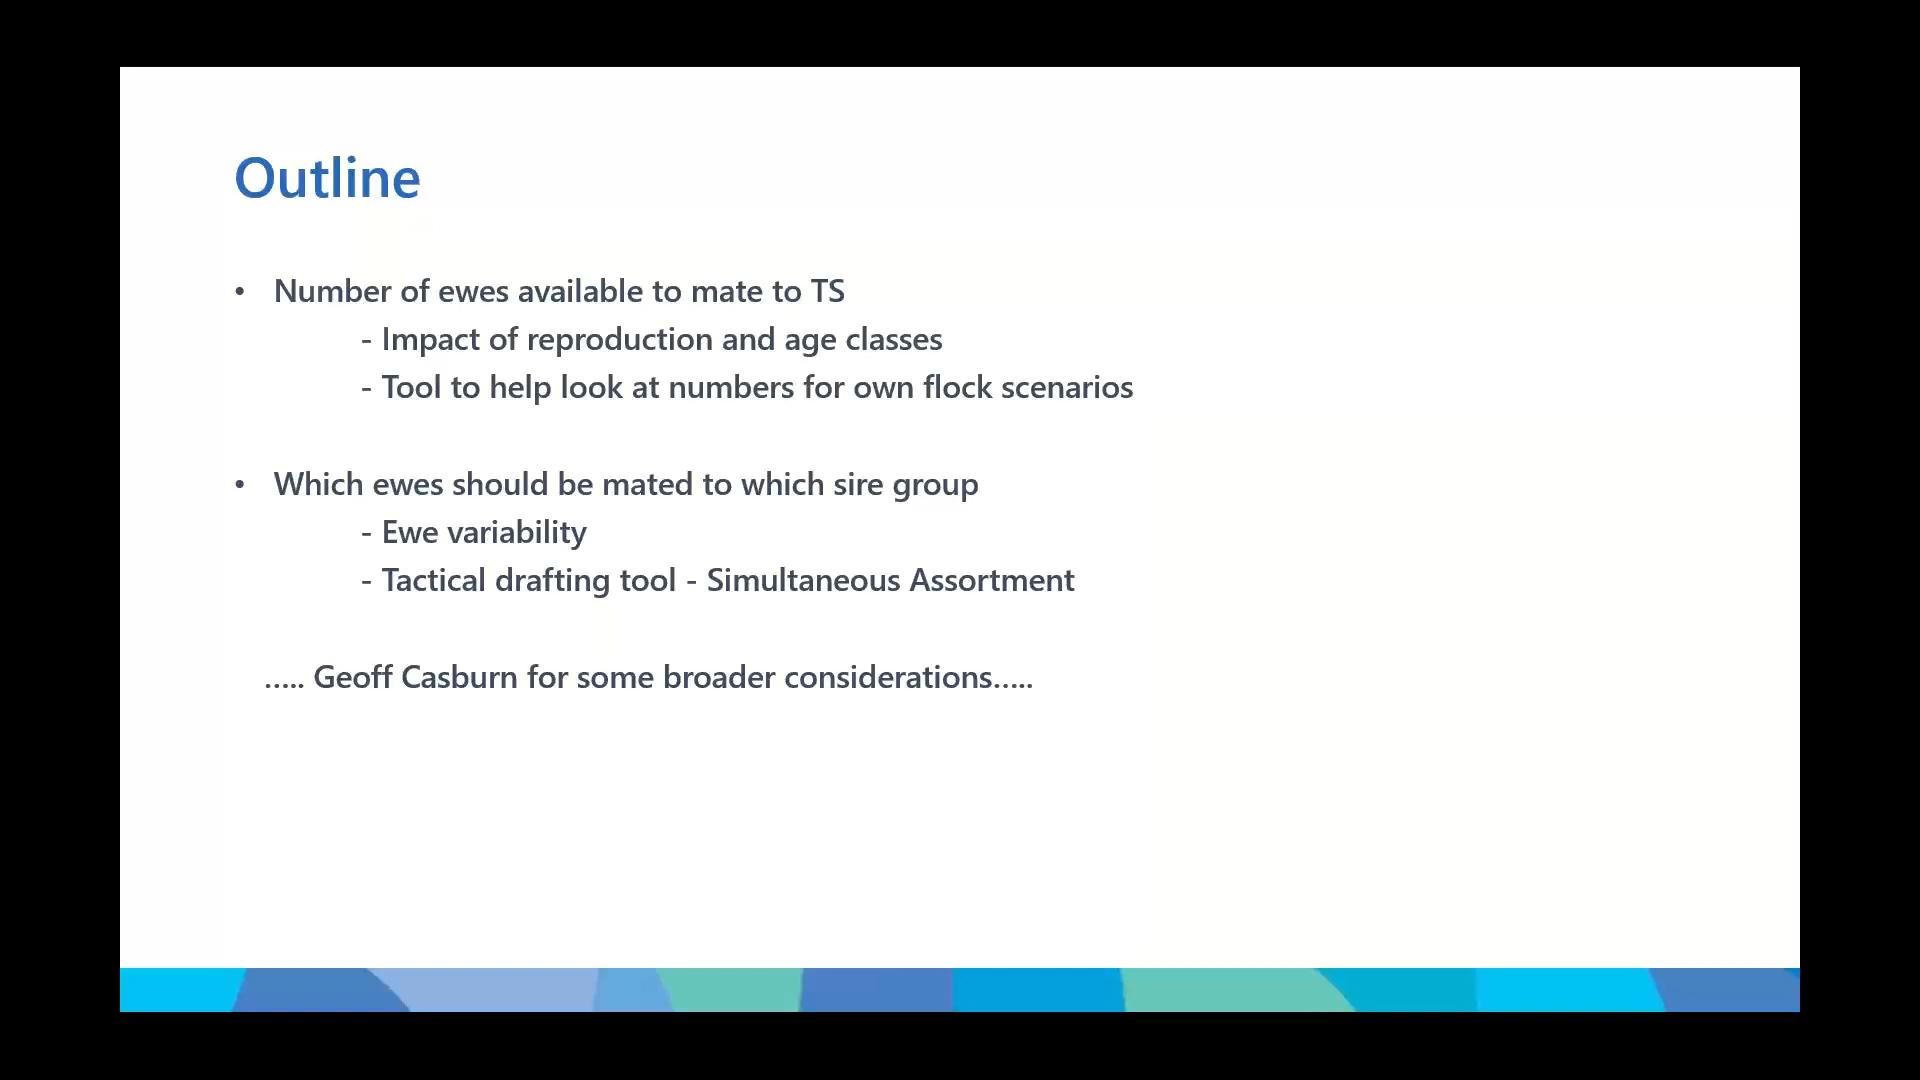 Outline
• Number of ewes available to mate to TS
- Impact of reproduction and age classes
- Tool to help look at numbers for own flock scenarios
• Which ewes should be mated to which sire group
- Ewe variability
- Tactical drafting tool - Simultaneous Assortment
….. Geoff Casburn for some broader considerations…..